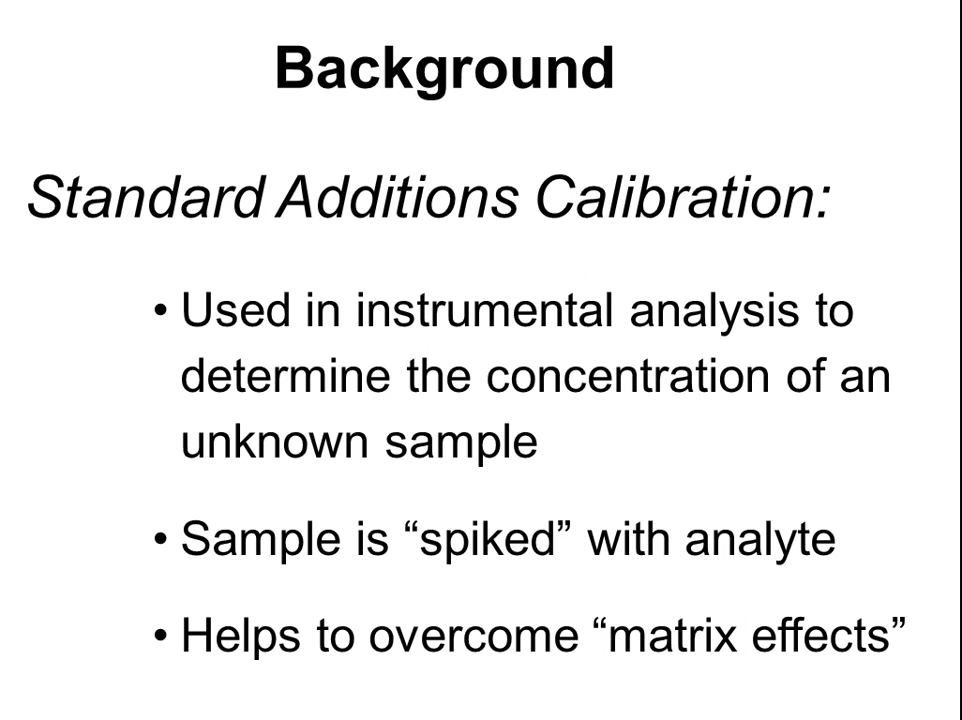 Background
Standard Additions Calibration:
• Used in instrumental analysis to
determine the concentration of an
unknown sample
• Sample is “spiked” with analyte
• Helps to overcome “matrix effects”